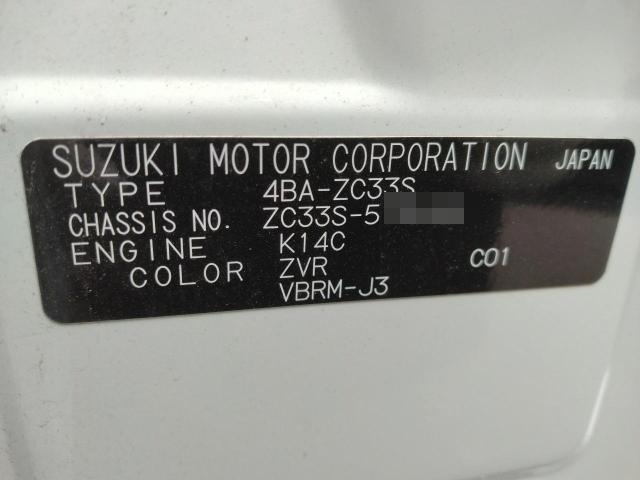 SUZUKI MOTOR CORPORATION JAPAN
TYPE 4BA-ZC33S
CHASSIS NO. ZC33S-5
ENGINE K14C
COLOR ZVR C01
VBRM-J3